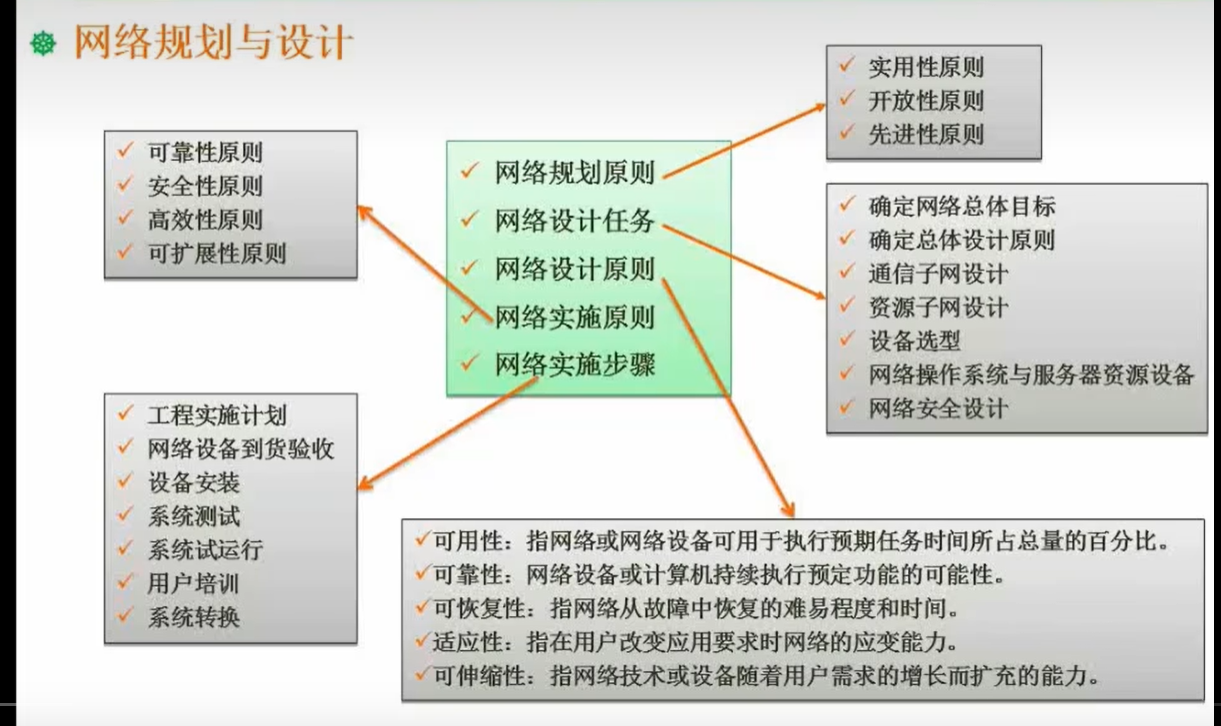 网络规划与设计
实用性原则
开放性原则
先进性原则
可靠性原则
安全性原则
高效性原则
可扩展性原则
网络规划原则
网络设计任务
网络设计原则
网络实施原则
网络实施步骤
确定网络总体目标
确定总体设计原则
通信子网设计
资源子网设计
设备选型
网络操作系统与服务器资源设备
网络安全设计
工程实施计划
网络设备到货验收
设备安装
系统测试
系统试运行
用户培训
系统转换
可用性：指网络或网络设备可用于执行预期任务时间所占总量的百分比。
可靠性：网络设备或计算机持续执行预定功能的可能性。
可恢复性：指网络从故障中恢复的难易程度和时间。
适应性：指在用户改变应用要求时网络的应变能力。
可伸缩性：指网络技术或设备随着用户需求的增长而扩充的能力。